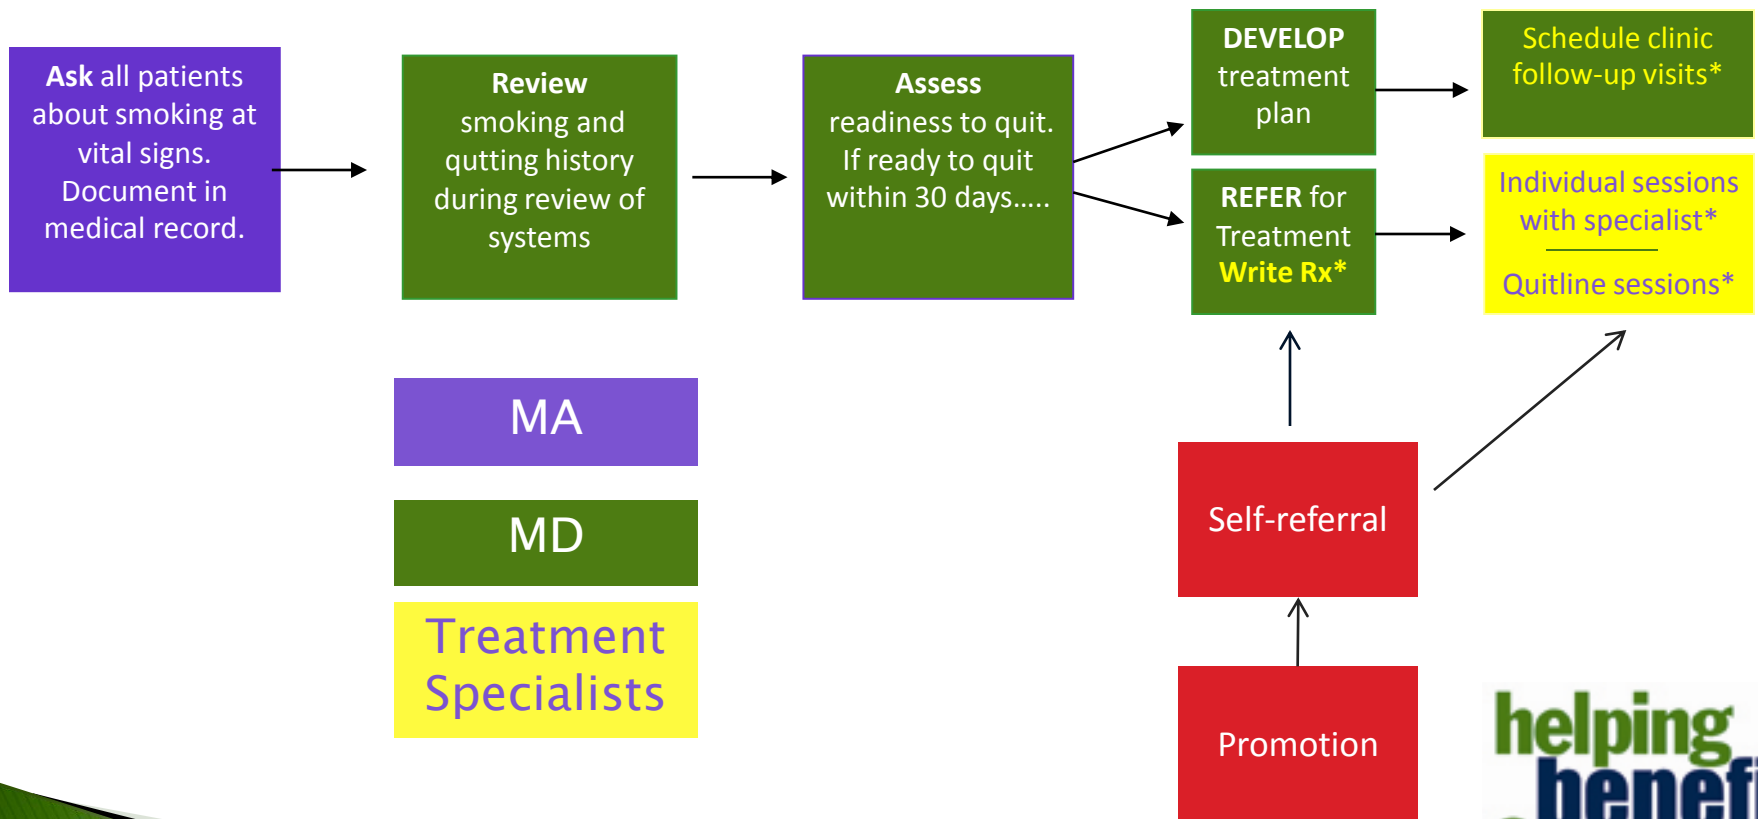 Ask all patients
about smoking at
vital signs.
Document in
medical record.
Review
smoking and
qutting history
during review of
systems
Assess
readiness to quit.
If ready to quit
within 30 days.....
DEVELOP
treatment
plan
Schedule clinic
follow-up visits*
REFER for
Treatment
Write Rx*
Individual sessions
with specialist*
Quitline sessions*
MA
MD
Treatment
Specialists
Self-referral
Promotion
helping